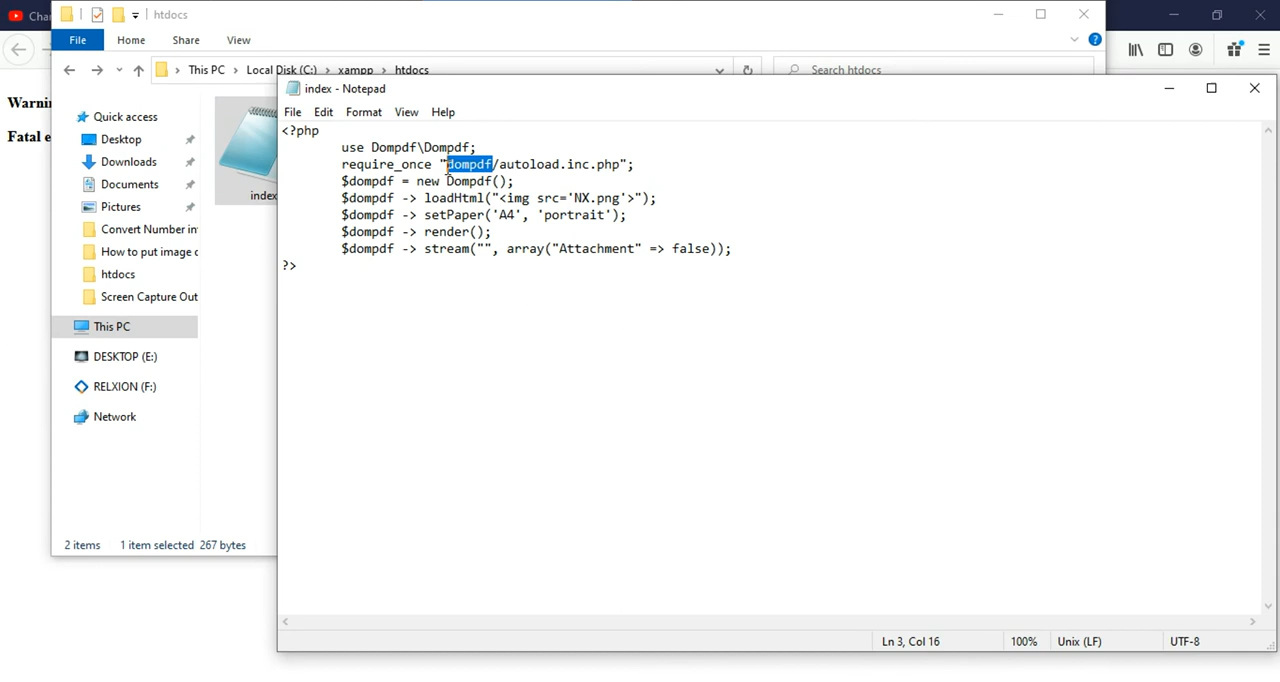 Chan
htdocs
File Home Share View
This PC Local Disk (C:) xampp htdocs
Search htdocs
Warnin
Fatal e
Quick access
Desktop
Downloads
Documents
Pictures
Convert Number in
How to put image o
htdocs
Screen Capture Out
This PC
DESKTOP (E:)
RELXION (F:)
Network
index
2 items 1 item selected 267 bytes
index - Notepad
File Edit Format View Help
<?php
use Dompdf\Dompdf;
require_once "dompdf/autoload.inc.php";
$dompdf = new Dompdf();
$dompdf -> loadHtml("<img src='NX.png'>");
$dompdf -> setPaper('A4', 'portrait');
$dompdf -> render();
$dompdf -> stream("", array("Attachment" => false));
?>
Ln 3, Col 16 100% Unix (LF) UTF-8